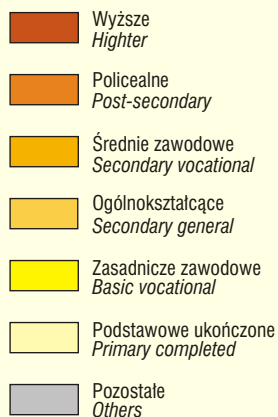 Wyższe
Highter
Policealne
Post-secondary
Średnie zawodowe
Secondary vocational
Ogólnokształcące
Secondary general
Zasadnicze zawodowe
Basic vocational
Podstawowe ukończone
Primary completed
Pozostałe
Others